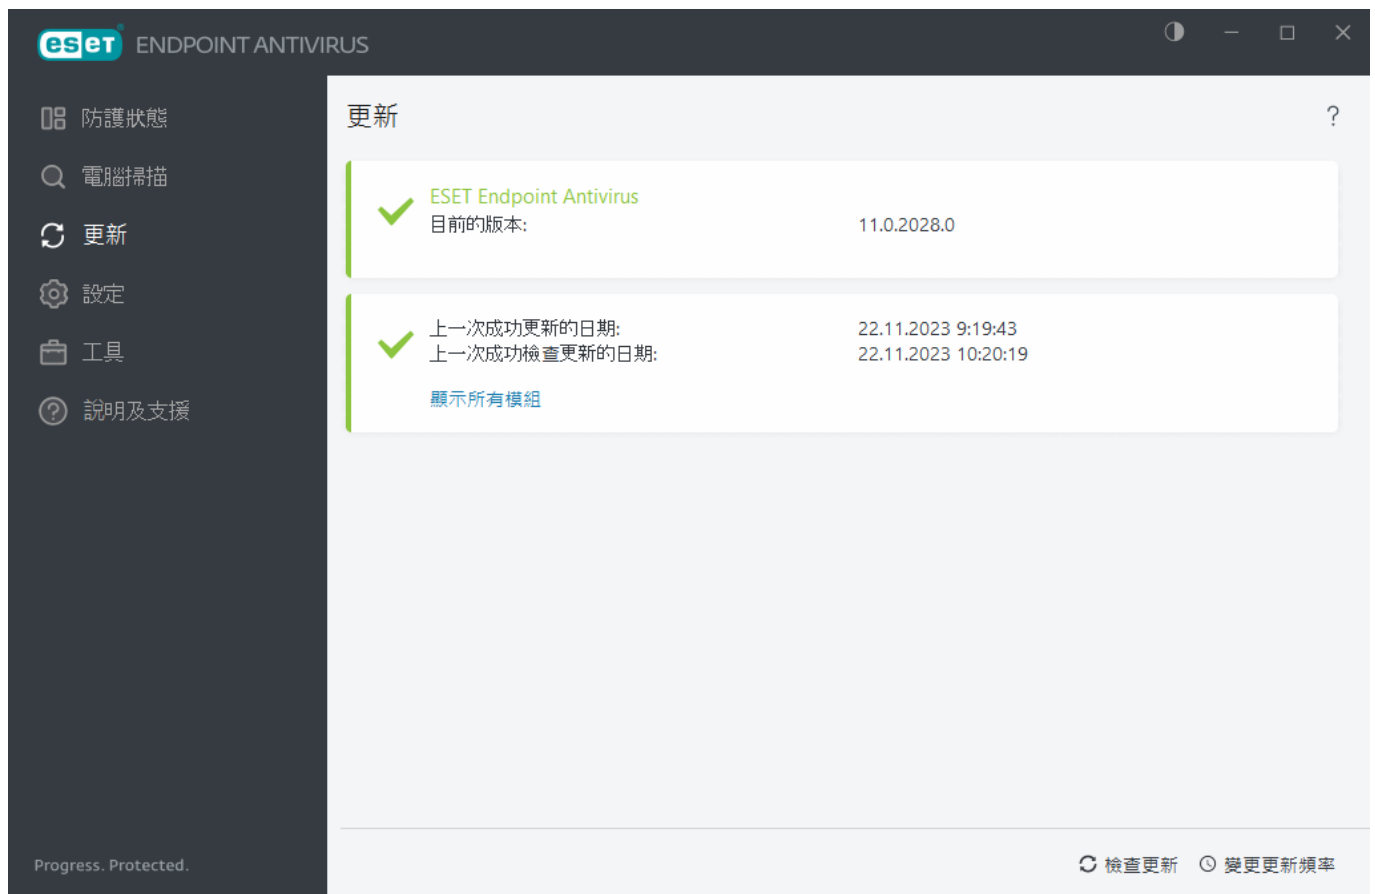 eset ENDPOINT ANTIVIRUS
防護狀態
電腦掃描
更新
設定
工具
說明及支援
Progress. Protected.
更新
?
ESET Endpoint Antivirus
目前的版本: 11.0.2028.0
上一次成功更新的日期: 22.11.2023 9:19:43
上一次成功檢查更新的日期: 22.11.2023 10:20:19
顯示所有模組
檢查更新 變更更新頻率